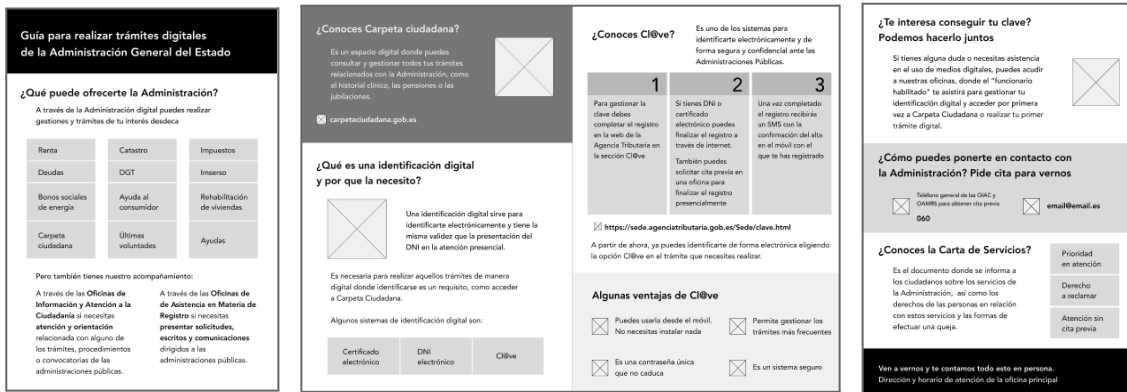 Guía para realizar trámites digitales
de la Administración General del Estado
¿Qué puede ofrecerte la Administración?
A través de la Administración digital puedes realizar
gestiones y trámites de tu interés desdeca
Renta
Catastro
Impuestos
Deudas
DGT
Imserso
Bonos sociales
de energía
Ayuda al
consumidor
Rehabilitación
de viviendas
Carpeta
ciudadana
Últimas
voluntades
Ayudas
Pero también tienes nuestro acompañamiento:
A través de las Oficinas de
Información y Atención a la
Ciudadanía si necesitas
atención y orientación
relacionada con alguno de
los trámites, procedimientos
o convocatorias de las
administraciones públicas.
A través de las Oficinas de
de Asistencia en Materia de
Registro si necesitas
presentar solicitudes,
escritos y comunicaciones
dirigidos a las
administraciones públicas.
¿Conoces Carpeta ciudadana?
Es un espacio digital donde puedes
consultar y gestionar todos tus trámites
relacionados con la Administración, como
el historial clínico, las pensiones o las
jubilaciones.
carpetaciudadana.gob.es
¿Qué es una identificación digital
y por que la necesito?
Una identificación digital sirve para
identificarte electrónicamente y tiene la
misma validez que la presentación del
DNI en la atención presencial.
Es necesaria para realizar aquellos trámites de manera
digital donde identificarse es un requisito, como acceder
a Carpeta Ciudadana.
Algunos sistemas de identificación digital son:
Certificado
electrónico
DNI
electrónico
Cl@ve
¿Conoces Cl@ve?
Es uno de los sistemas para
identificarte electrónicamente y de
forma segura y confidencial ante las
Administraciones Públicas.
1
Para gestionar la
clave debes
completar el registro
en la web de la
Agencia Tributaria en
la sección Cl@ve
2
Si tienes DNI o
certificado
electrónico puedes
finalizar el registro a
través de internet.
También puedes
solicitar cita previa en
una oficina para
finalizar el registro
presencialmente
3
Una vez completado
el registro recibirás
un SMS con la
confirmación del alta
en el móvil con el
que te has registrado
https://sede.agenciatributaria.gob.es/Sede/clave.html
A partir de ahora, ya puedes identificarte de forma electrónica eligiendo
la opción Cl@ve en el trámite que necesitas realizar.
Algunas ventajas de Cl@ve
Puedes usarla desde el móvil.
No necesitas instalar nada
Permite gestionar los
trámites más frecuentes
Es una contraseña única
que no caduca
Es un sistema seguro
¿Te interesa conseguir tu clave?
Podemos hacerlo juntos
Si tienes alguna duda o necesitas asistencia
en el uso de medios digitales, puedes acudir
a nuestras oficinas, donde el "funcionario
habilitado" te asistirá para gestionar tu
identificación digital y acceder por primera
vez a Carpeta Ciudadana o realizar tu primer
trámite digital.
¿Cómo puedes ponerte en contacto con
la Administración? Pide cita para vernos
Teléfono general de las OIAC y
OAMRS para obtener cita previa
060
email@email.es
¿Conoces la Carta de Servicios?
Es el documento donde se informa a
los ciudadanos sobre los servicios de
la Administración, así como los
derechos de las personas en relación
con estos servicios y las formas de
efectuar una queja.
Prioridad
en atención
Derecho
a reclamar
Atención sin
cita previa
Ven a vernos y te contamos todo esto en persona.
Dirección y horario de atención de la oficina principal